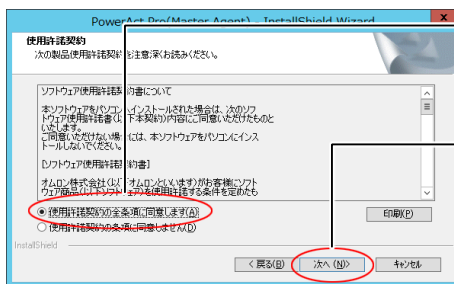 PowerAct Pro(Master Agent) - InstallShield Wizard
x
使用許諾契約
次の製品使用許諾契約を注意深くお読みください。
ソフトウェア使用許諾契約書について
本ソフトウェアをパソコンへインストールされた場合は、次のソフ
トウェア使用許諾書(以下本契約)内容にご同意いただけたものと
いたします。
ご同意いただけない場合には、本ソフトウェアをパソコンにインス
トールしないでください。
[ソフトウェア使用許諾契約書]
オムロン株式会社(以下オムロンといいます)がお客様にソフト
ウェア商品(以下ソフトウェア)を使用許諾する条件を定めたも
使用許諾契約の全条項に同意します(A)
印刷(P)
使用許諾契約の条項に同意しません(D)
InstallShield
< 戻る(B)
次へ (N)>
キャンセル